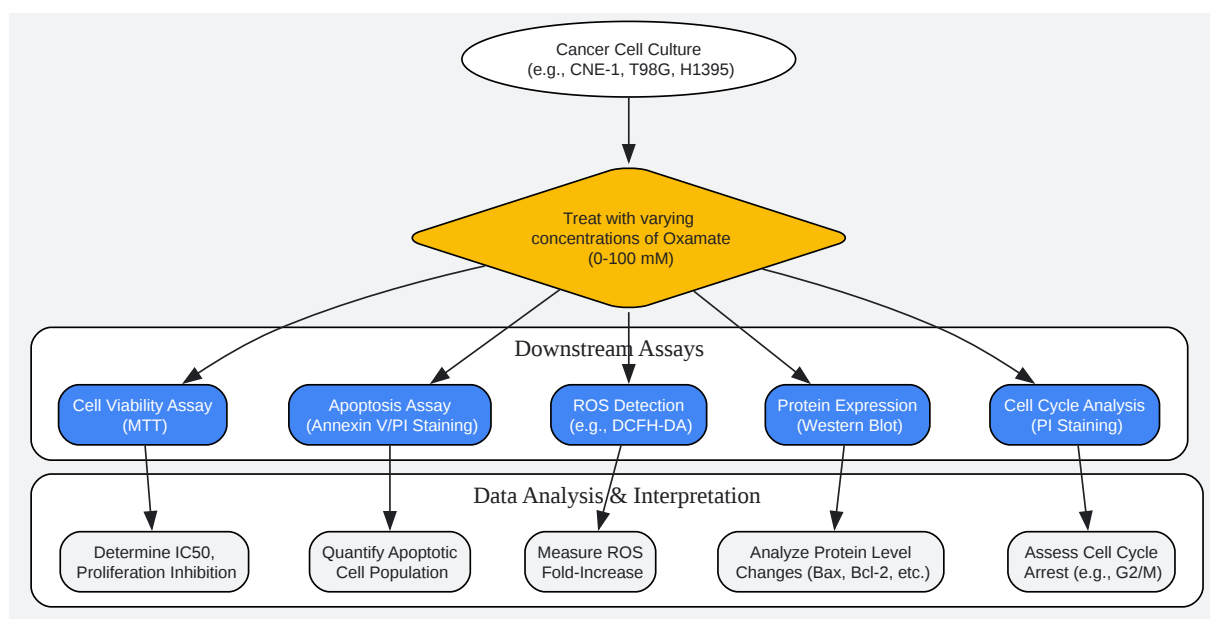 Cancer Cell Culture
(e.g., CNE-1, T98G, H1395)
Treat with varying
concentrations of Oxamate
(0-100 mM)
Downstream Assays
Cell Viability Assay
(MTT)
Apoptosis Assay
(Annexin V/PI Staining)
ROS Detection
(e.g., DCFH-DA)
Protein Expression
(Western Blot)
Cell Cycle Analysis
(PI Staining)
Data Analysis & Interpretation
Determine IC50,
Proliferation Inhibition
Quantify Apoptotic
Cell Population
Measure ROS
Fold-Increase
Analyze Protein Level
Changes (Bax, Bcl-2, etc.)
Assess Cell Cycle
Arrest (e.g., G2/M)